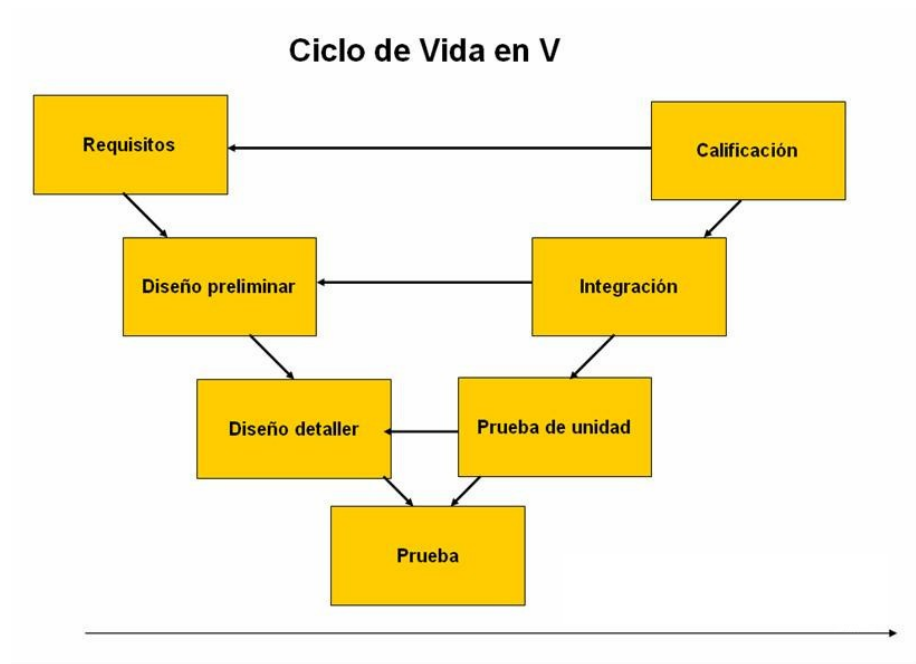 Ciclo de Vida en V
Requisitos
Calificación
Diseño preliminar
Integración
Diseño detaller
Prueba de unidad
Prueba